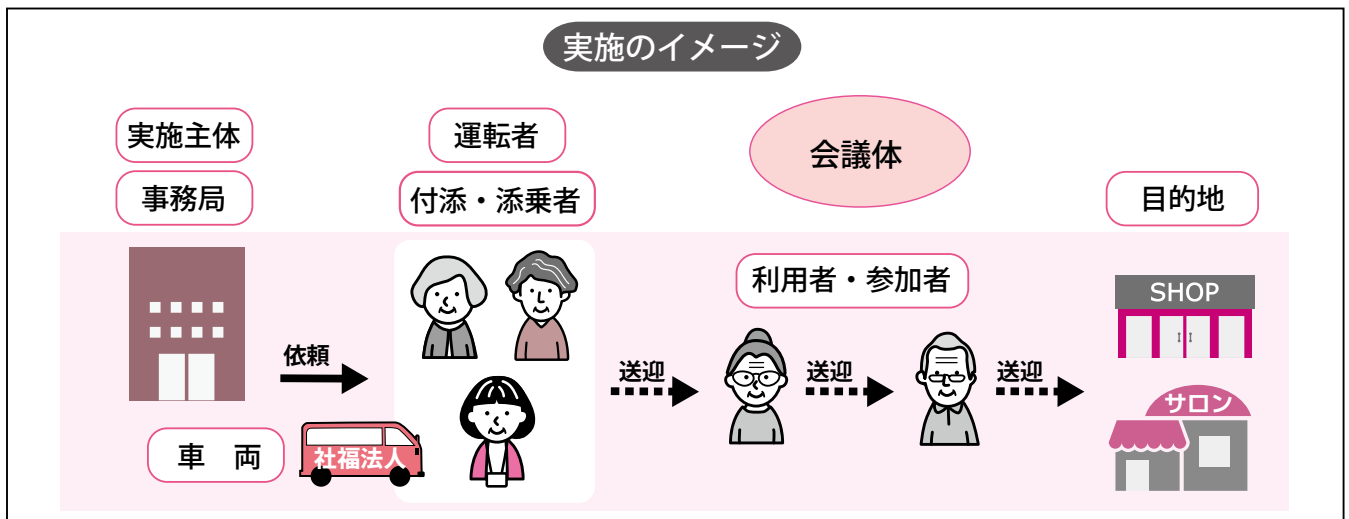 実施のイメージ
実施主体
事務局
運転者
付添・添乗者
会議体
目的地
利用者・参加者
依頼
送迎
送迎
送迎
車 両
社福法人
SHOP
サロン